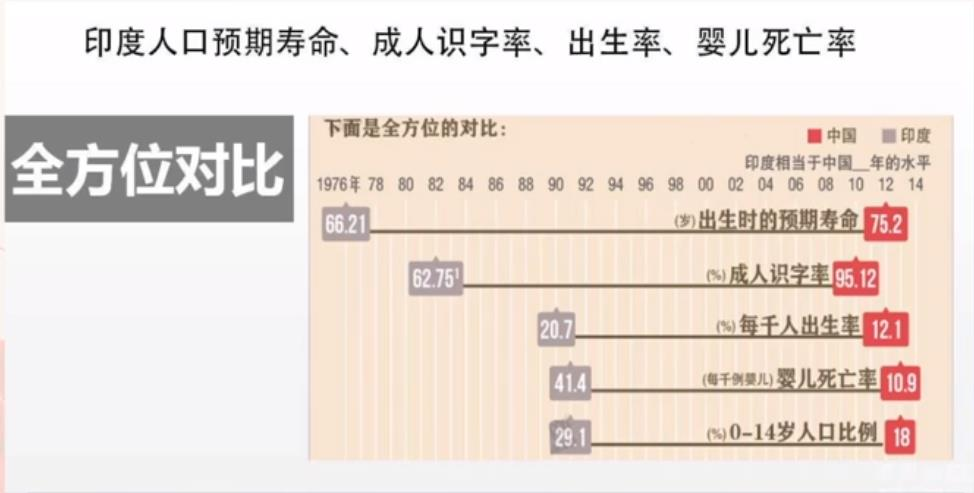 印度人口预期寿命、成人识字率、出生率、婴儿死亡率
全方位对比
下面是全方位的对比:
中国 印度
印度相当于中国__年的水平
1976年 78 80 82 84 86 88 90 92 94 96 98 00 02 04 06 08 10 12 14
66.21 (岁)出生时的预期寿命 75.2
62.75¹ (%)成人识字率 95.12
20.7 (%)每千人出生率 12.1
41.4 (每千例婴儿)婴儿死亡率 10.9
29.1 (%)0-14岁人口比例 18